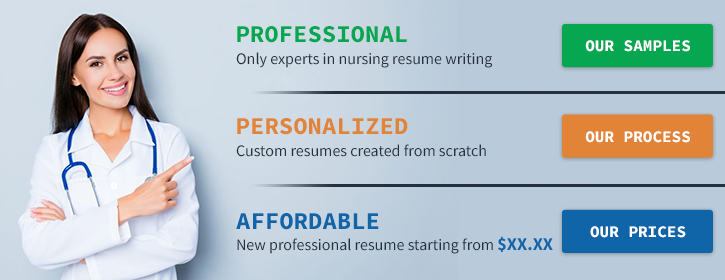 PROFESSIONAL
Only experts in nursing resume writing
OUR SAMPLES
PERSONALIZED
Custom resumes created from scratch
OUR PROCESS
AFFORDABLE
New professional resume starting from $XX.XX
OUR PRICES